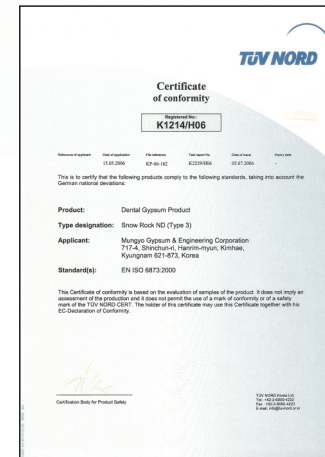 TÜV NORD
Certificate
of conformity
Registered No.:
K1214/H06
Reference of applicant Date of application File reference Test report No. Date of issue Expiry date
15.05.2006 KP-06-162 K2229/H06 05.07.2006 -
This is to certify that the following products comply to the following standards, taking into account the
German national deviations:
Product: Dental Gypsum Product
Type designation: Snow Rock ND (Type 3)
Applicant: Mungyo Gypsum & Engineering Corporation
717-4, Shinchun-ri, Hanrim-myun, Kimhae,
Kyungnam 621-873, Korea
Standard(s): EN ISO 6873:2000
This Certificate of conformity is based on the evaluation of samples of the product. It does not imply an
assessment of the production and it does not permit the use of a mark of conformity or of a safety
mark of the TÜV NORD CERT. The holder of this certificate may use this Certificate together with his
EC-Declaration of Conformity.
Certification Body for Product Safety
TÜV NORD Korea Ltd.